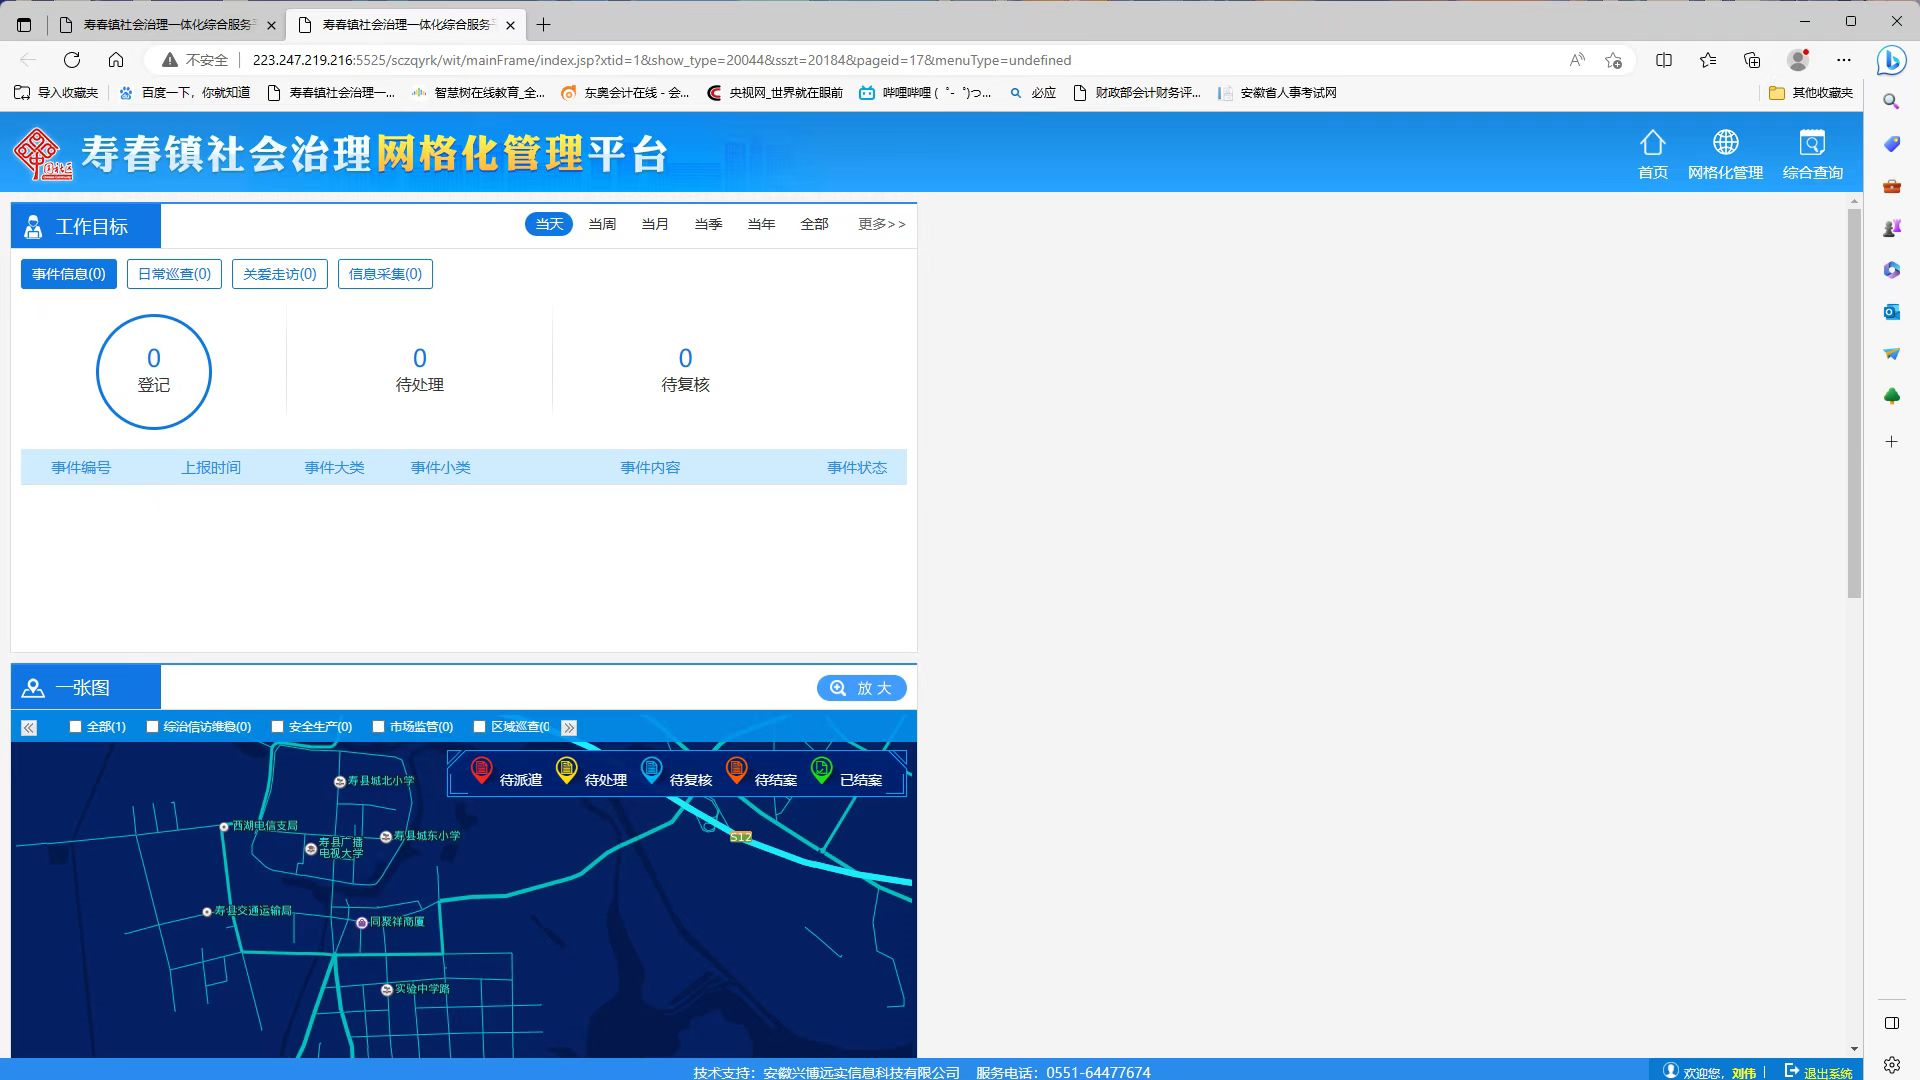 寿春镇社会治理一体化综合服务平
寿春镇社会治理一体化综合服务平
不安全
223.247.219.216:5525/sczqyrk/wit/mainFrame/index.jsp?xtid=1&show_type=20044&sszt=20184&pageid=17&menuType=undefined
导入收藏夹
百度一下，你就知道
寿春镇社会治理一...
智慧树在线教育_全...
东奥会计在线 - 会...
央视网_世界就在眼前
哔哩哔哩 ( ゜- ゜)つ...
必应
财政部会计财务评...
安徽省人事考试网
其他收藏夹
寿春镇社会治理网格化管理平台
首页
网格化管理
综合查询
工作目标
当天
当周
当月
当季
当年
全部
更多>>
事件信息(0)
日常巡查(0)
关爱走访(0)
信息采集(0)
0
登记
0
待处理
0
待复核
事件编号
上报时间
事件大类
事件小类
事件内容
事件状态
一张图
放 大
全部(1)
综治信访维稳(0)
安全生产(0)
市场监管(0)
区域巡查(0
待派遣
待处理
待复核
待结案
已结案
寿县城北小学
西湖电信支局
寿县城东小学
寿县广播
电视大学
S12
寿县交通运输局
同聚祥商厦
实验中学路
技术支持：安徽兴博远实信息科技有限公司 服务电话：0551-64477674
欢迎您，刘伟
退出系统